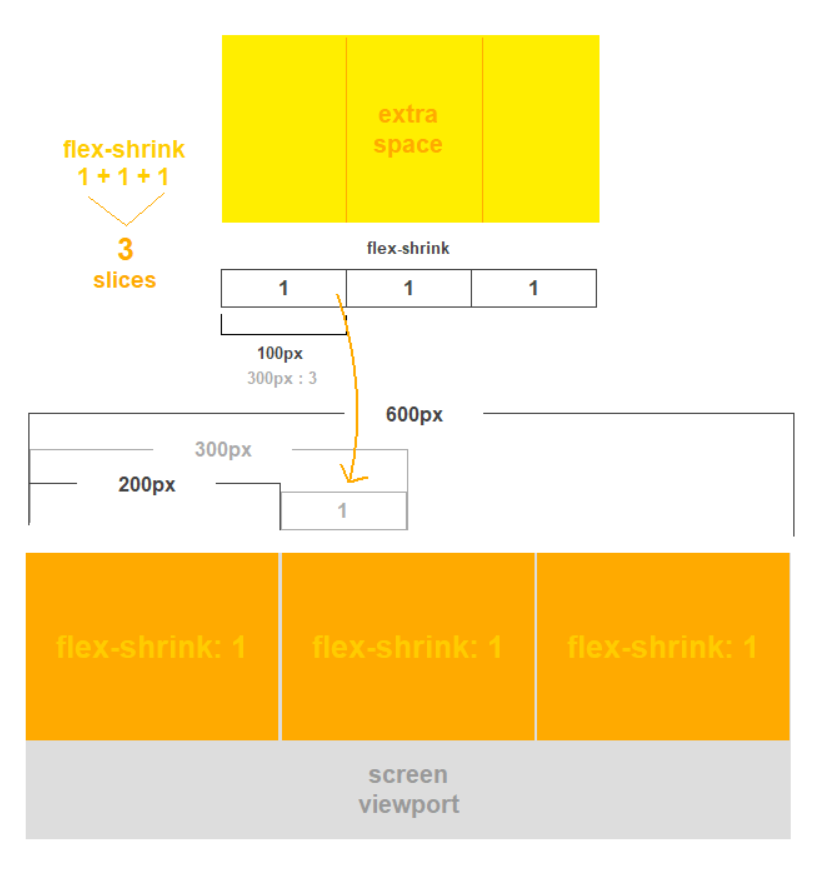 extra
space
flex-shrink
1 + 1 + 1
3
slices
flex-shrink
1 1 1
100px
300px : 3
600px
300px
200px
1
flex-shrink: 1 flex-shrink: 1 flex-shrink: 1
screen
viewport